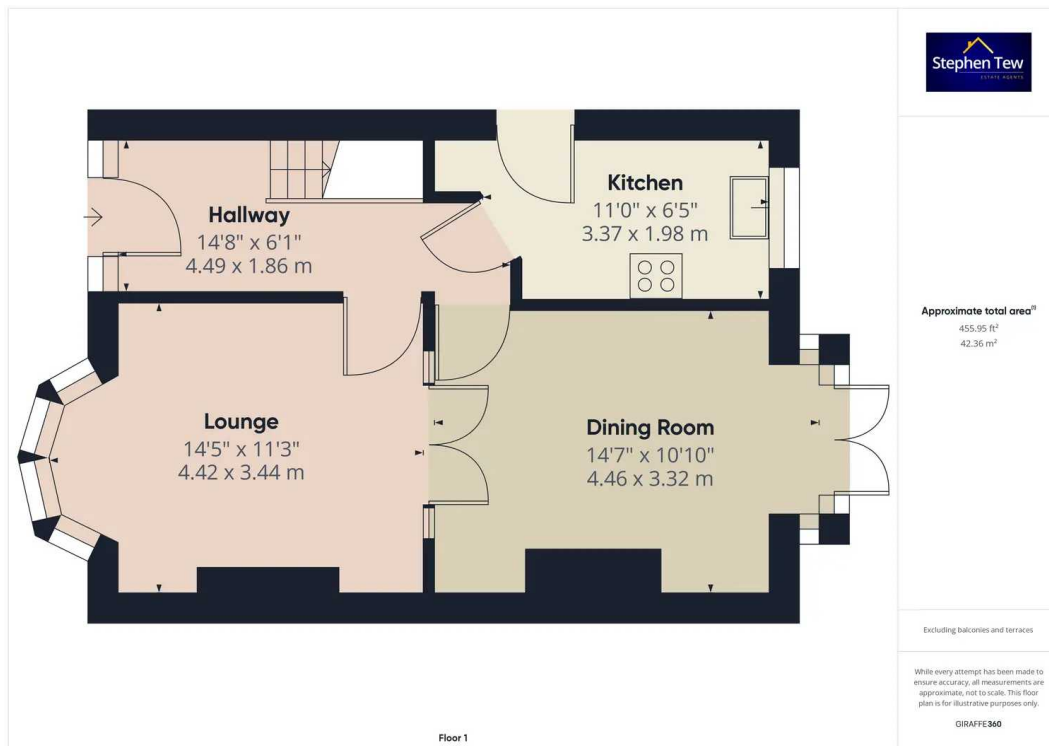 Stephen Tew
ESTATE AGENTS
Hallway
14'8" x 6'1"
4.49 x 1.86 m
Kitchen
11'0" x 6'5"
3.37 x 1.98 m
Lounge
14'5" x 11'3"
4.42 x 3.44 m
Dining Room
14'7" x 10'10"
4.46 x 3.32 m
Floor 1
Approximate total area⁽¹⁾
455.95 ft²
42.36 m²
Excluding balconies and terraces
While every attempt has been made to
ensure accuracy, all measurements are
approximate, not to scale. This floor
plan is for illustrative purposes only.
GIRAFFE360